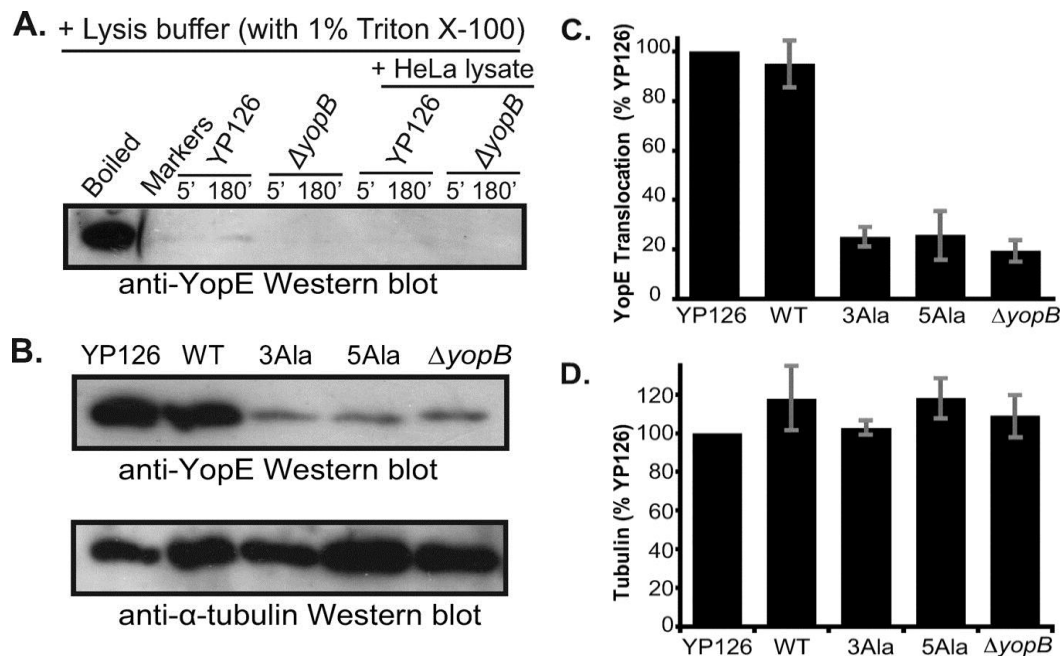 A.
+ Lysis buffer (with 1% Triton X-100)
+ HeLa lysate
Boiled
Markers
YP126
ΔyopB
YP126
ΔyopB
5’ 180’ 5’ 180’ 5’ 180’ 5’ 180’
anti-YopE Western blot
B.
YP126 WT 3Ala 5Ala ΔyopB
anti-YopE Western blot
anti-α-tubulin Western blot
C.
YopE Translocation (% YP126)
100
80
60
40
20
0
YP126 WT 3Ala 5Ala ΔyopB
D.
Tubulin (% YP126)
120
100
80
60
40
20
0
YP126 WT 3Ala 5Ala ΔyopB